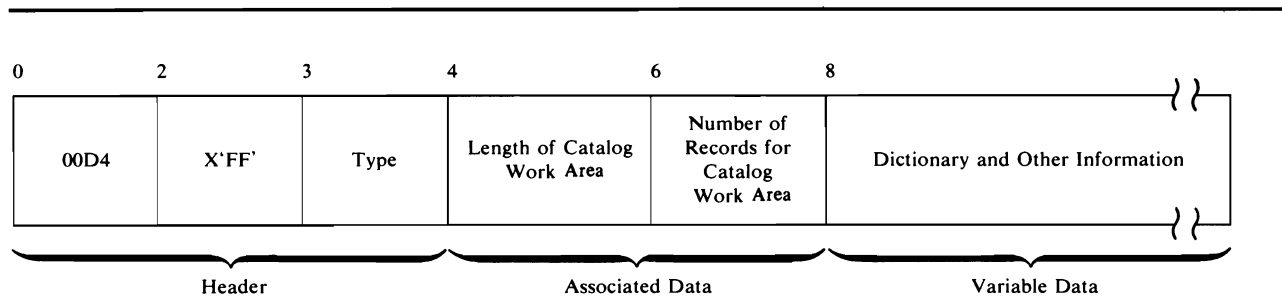 0 2 3 4 6 8
00D4
X‘FF’
Type
Length of Catalog
Work Area
Number of
Records for
Catalog
Work Area
Dictionary and Other Information
Header
Associated Data
Variable Data